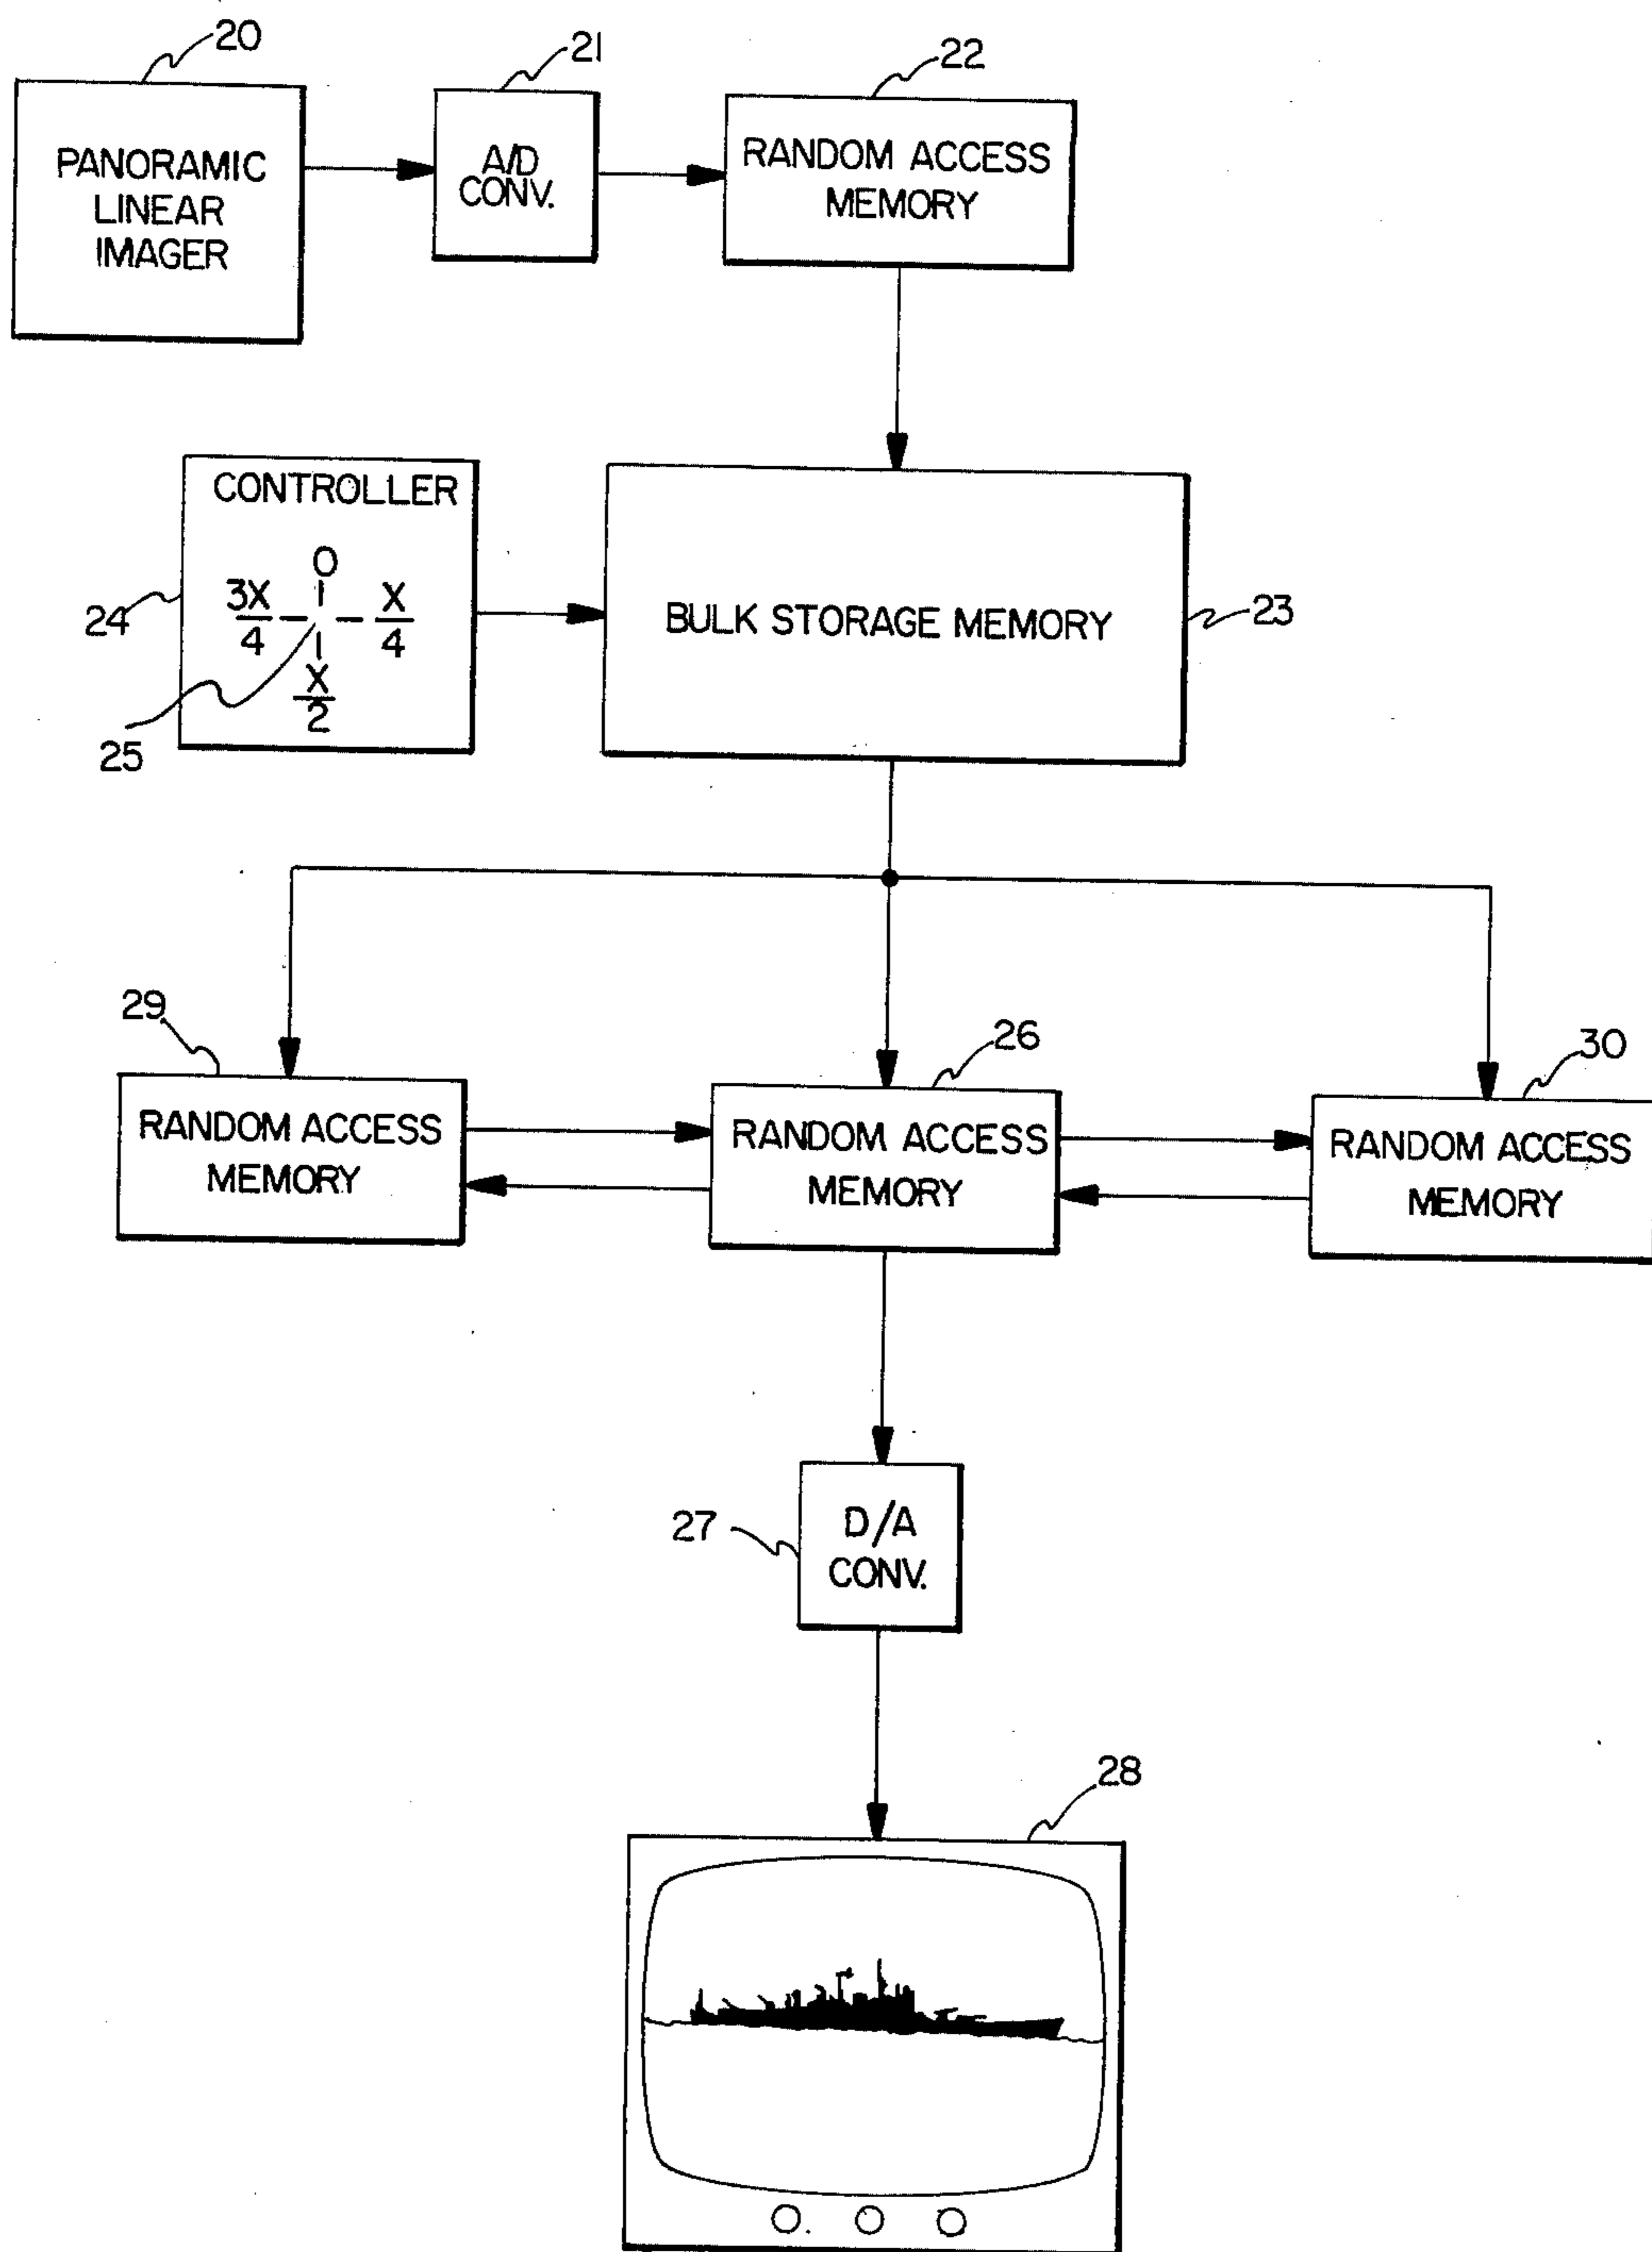 20
21
22
PANORAMIC
LINEAR
IMAGER
A/D
CONV.
RANDOM ACCESS
MEMORY
CONTROLLER
0
3X
4
X
4
X
2
24
25
BULK STORAGE MEMORY
23
29
26
30
RANDOM ACCESS
MEMORY
RANDOM ACCESS
MEMORY
RANDOM ACCESS
MEMORY
27
D/A
CONV.
28